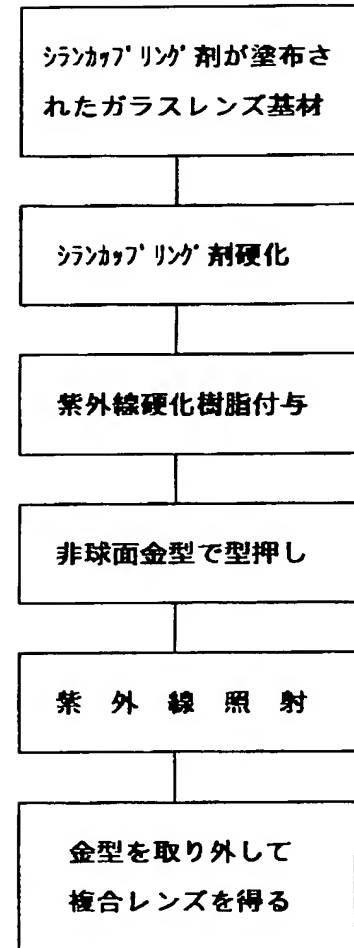 シランカップリング剤が塗布さ
れたガラスレンズ基材
シランカップリング剤硬化
紫外線硬化樹脂付与
非球面金型で型押し
紫外線照射
金型を取り外して
複合レンズを得る